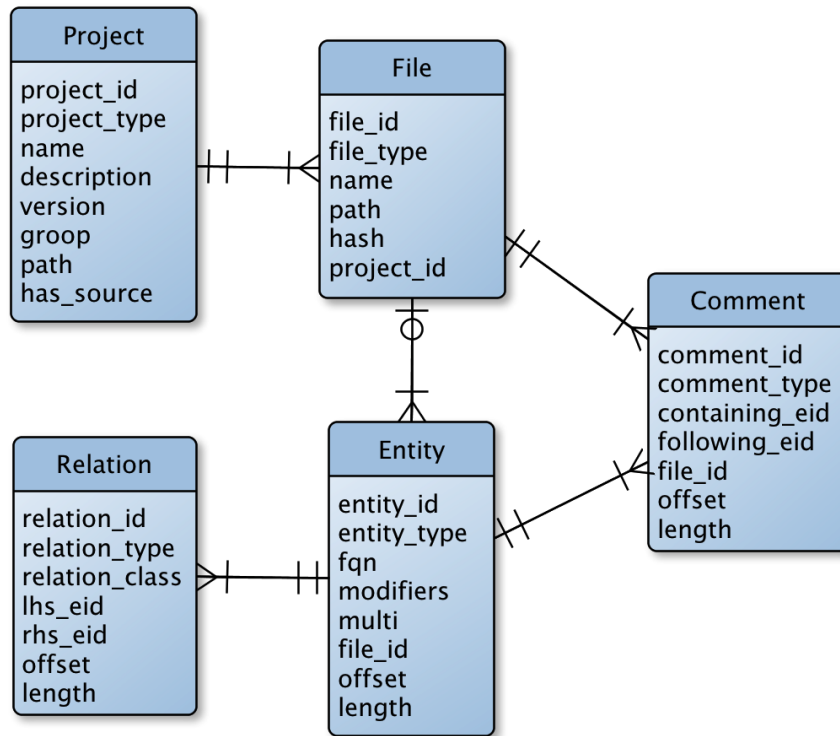 Project
project_id
project_type
name
description
version
groop
path
has_source
File
file_id
file_type
name
path
hash
project_id
Comment
comment_id
comment_type
containing_eid
following_eid
file_id
offset
length
Relation
relation_id
relation_type
relation_class
lhs_eid
rhs_eid
offset
length
Entity
entity_id
entity_type
fqn
modifiers
multi
file_id
offset
length